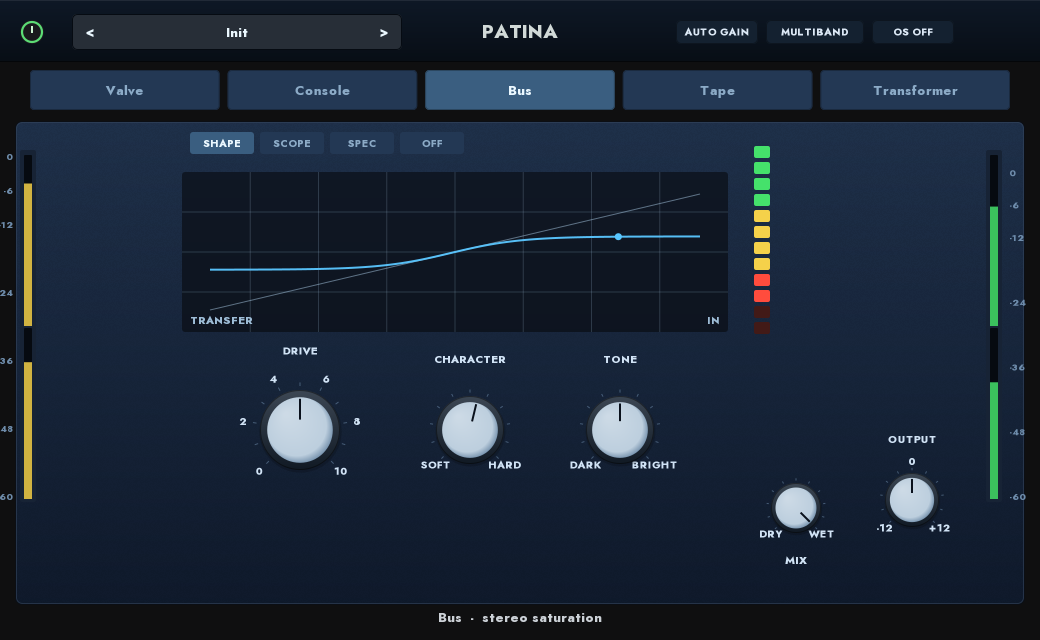 < Init >
PATINA
AUTO GAIN MULTIBAND OS OFF
Valve Console Bus Tape Transformer
SHAPE SCOPE SPEC OFF
0
-6
-12
24
36
48
60
TRANSFER IN
0
-6
-12
-24
-36
-48
-60
DRIVE
4 6
2 8
0 10
CHARACTER
SOFT HARD
TONE
DARK BRIGHT
DRY WET
MIX
OUTPUT
0
-12 +12
Bus - stereo saturation